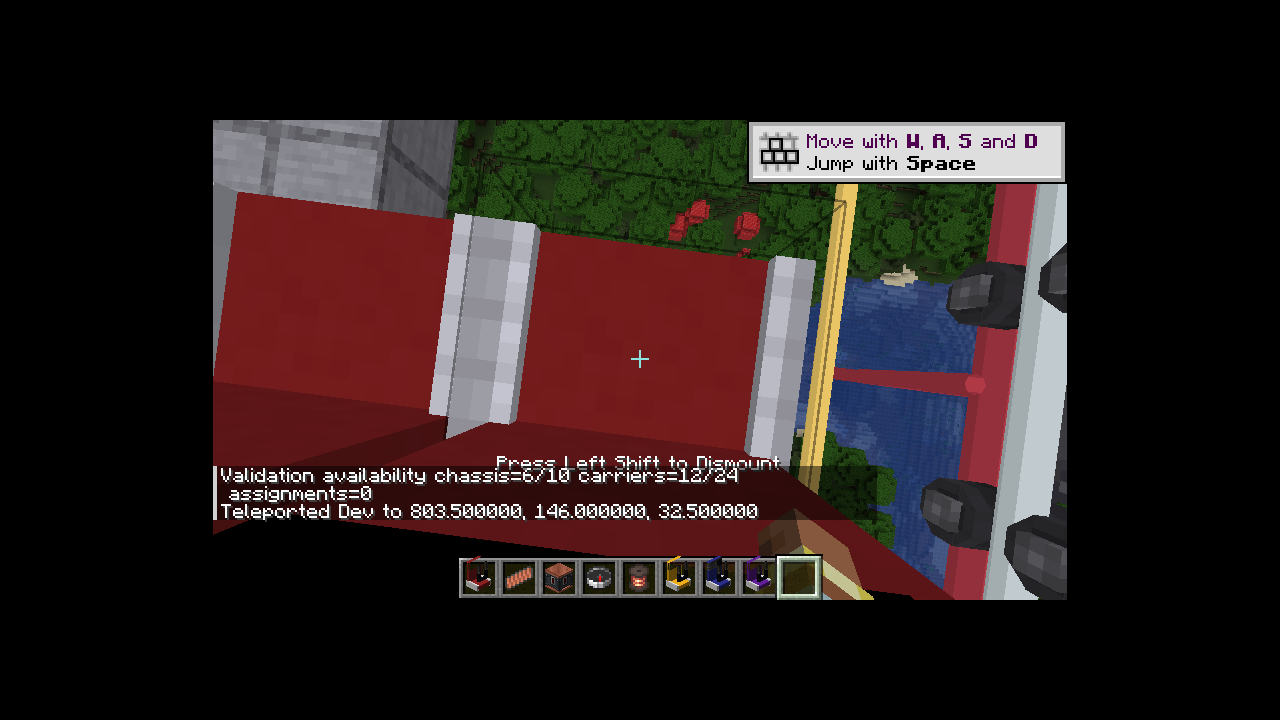 Move with W, A, S and D
Jump with Space
Press Left Shift to Dismount
Validation availability chassis=6/10 carriers=12/24
assignments=0
Teleported Dev to 803.500000, 146.000000, 32.500000